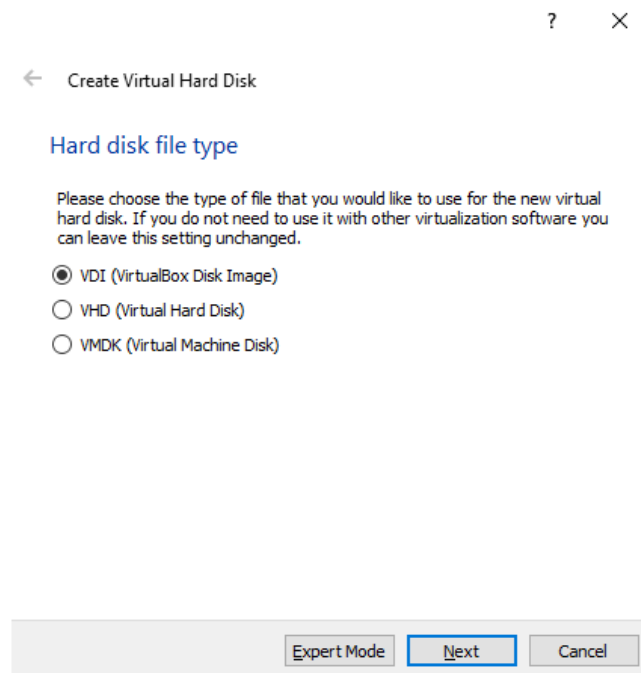 ?
Create Virtual Hard Disk
Hard disk file type
Please choose the type of file that you would like to use for the new virtual
hard disk. If you do not need to use it with other virtualization software you
can leave this setting unchanged.
VDI (VirtualBox Disk Image)
VHD (Virtual Hard Disk)
VMDK (Virtual Machine Disk)
Expert Mode Next Cancel